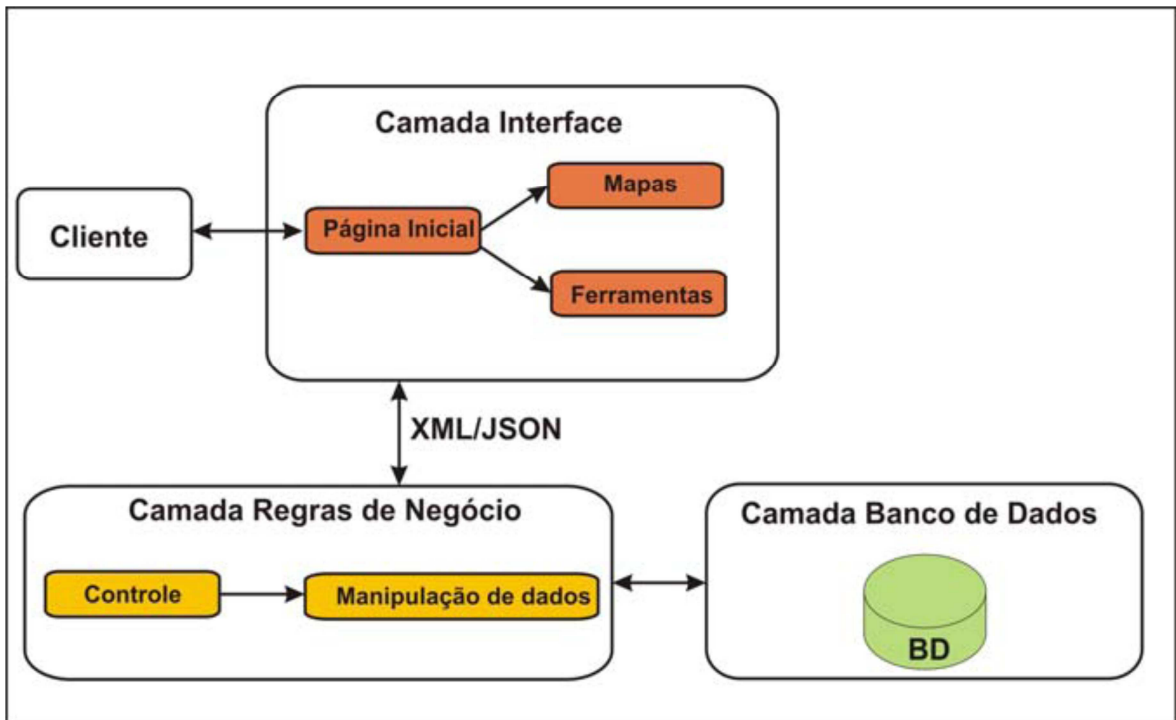 Camada Interface
Mapas
Cliente
Página Inicial
Ferramentas
XML/JSON
Camada Regras de Negócio
Camada Banco de Dados
Controle
Manipulação de dados
BD